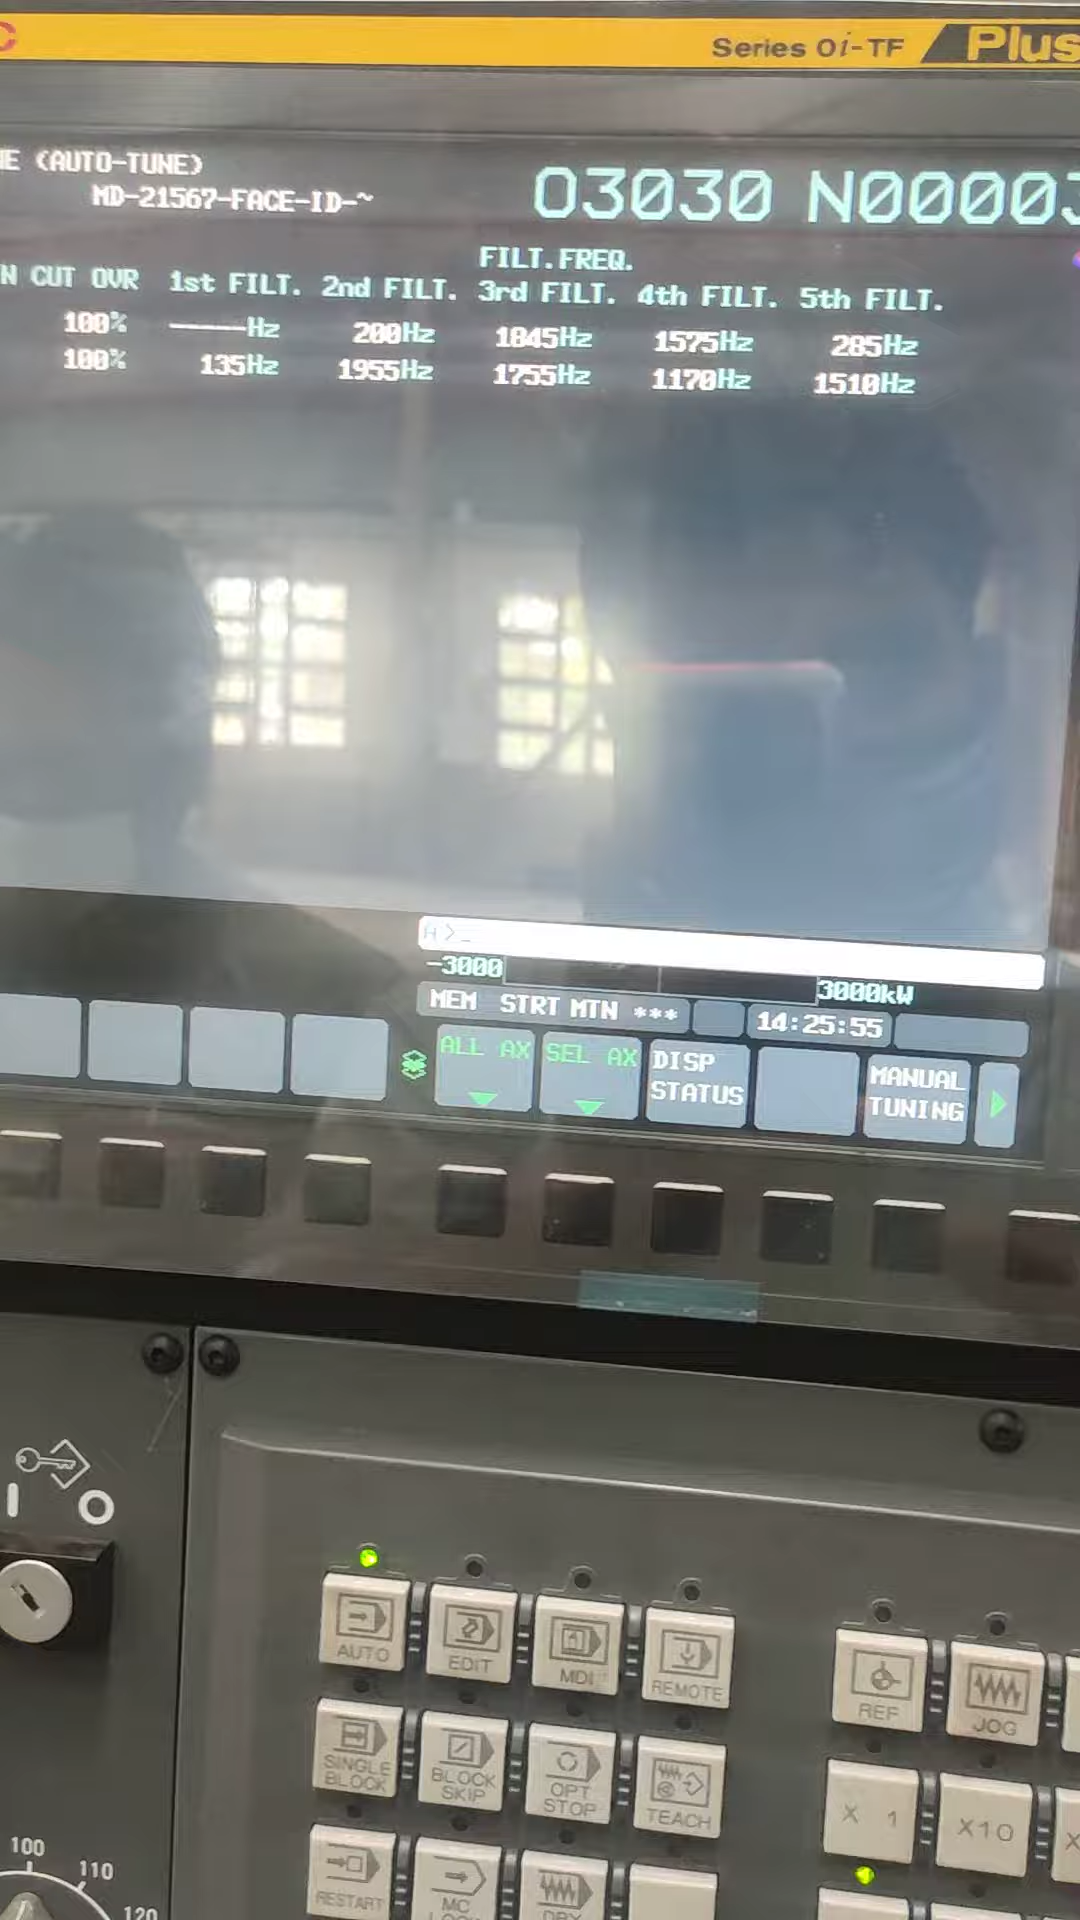 C
Series 0i-TF Plus
E (AUTO-TUNE)
MD-21567-FACE-ID-~
O3030 N00003
FILT.FREQ.
N CUT OVR 1st FILT. 2nd FILT. 3rd FILT. 4th FILT. 5th FILT.
100% ─────Hz 200Hz 1845Hz 1575Hz 285Hz
100% 135Hz 1955Hz 1755Hz 1170Hz 1510Hz
A>_
-3000
3000kW
MEM STRT MTN *** 14:25:55
ALL AX
SEL AX
DISP
STATUS
MANUAL
TUNING
I O
AUTO
EDIT
MDI
REMOTE
REF
JOG
SINGLE
BLOCK
BLOCK
SKIP
OPT
STOP
TEACH
X 1
X10
X
RESTART
MC
100
110
120